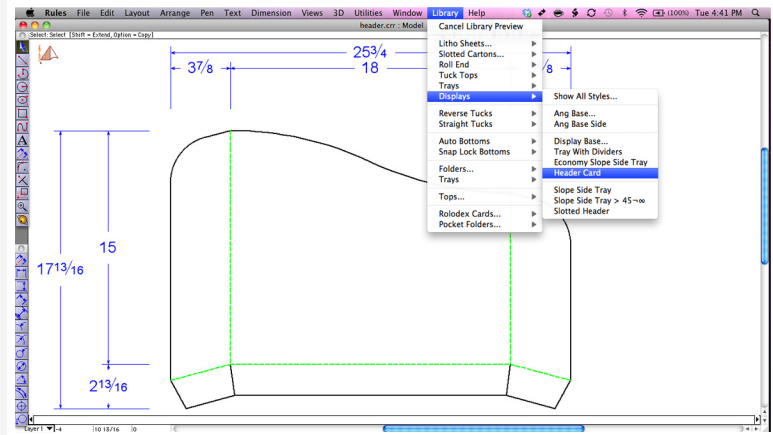 Rules File Edit Layout Arrange Pen Text Dimension Views 3D Utilities Window Library Help (100%) Tue 4:41 PM
header.crr : Model
Select: Select [Shift = Extend, Option = Copy]
Cancel Library Preview
Litho Sheets...
Slotted Cartons...
Roll End
Tuck Tops
Trays
Displays
Reverse Tucks
Straight Tucks
Auto Bottoms
Snap Lock Bottoms
Folders...
Trays
Tops...
Rolodex Cards...
Pocket Folders...
Show All Styles...
Ang Base...
Ang Base Side
Display Base...
Tray With Dividers
Economy Slope Side Tray
Header Card
Slope Side Tray
Slope Side Tray > 45¬∞
Slotted Header
25 3/4
3 7/8
18
/8
15
17 13/16
2 13/16
A
Layer 1 -4 10 13/16 0